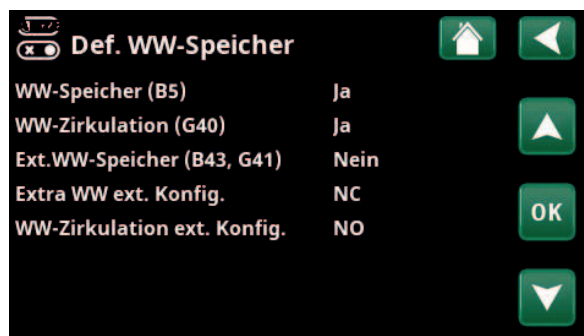 Def. WW-Speicher
WW-Speicher (B5) Ja
WW-Zirkulation (G40) Ja
Ext.WW-Speicher (B43, G41) Nein
Extra WW ext. Konfig. NC
WW-Zirkulation ext. Konfig. NO
OK